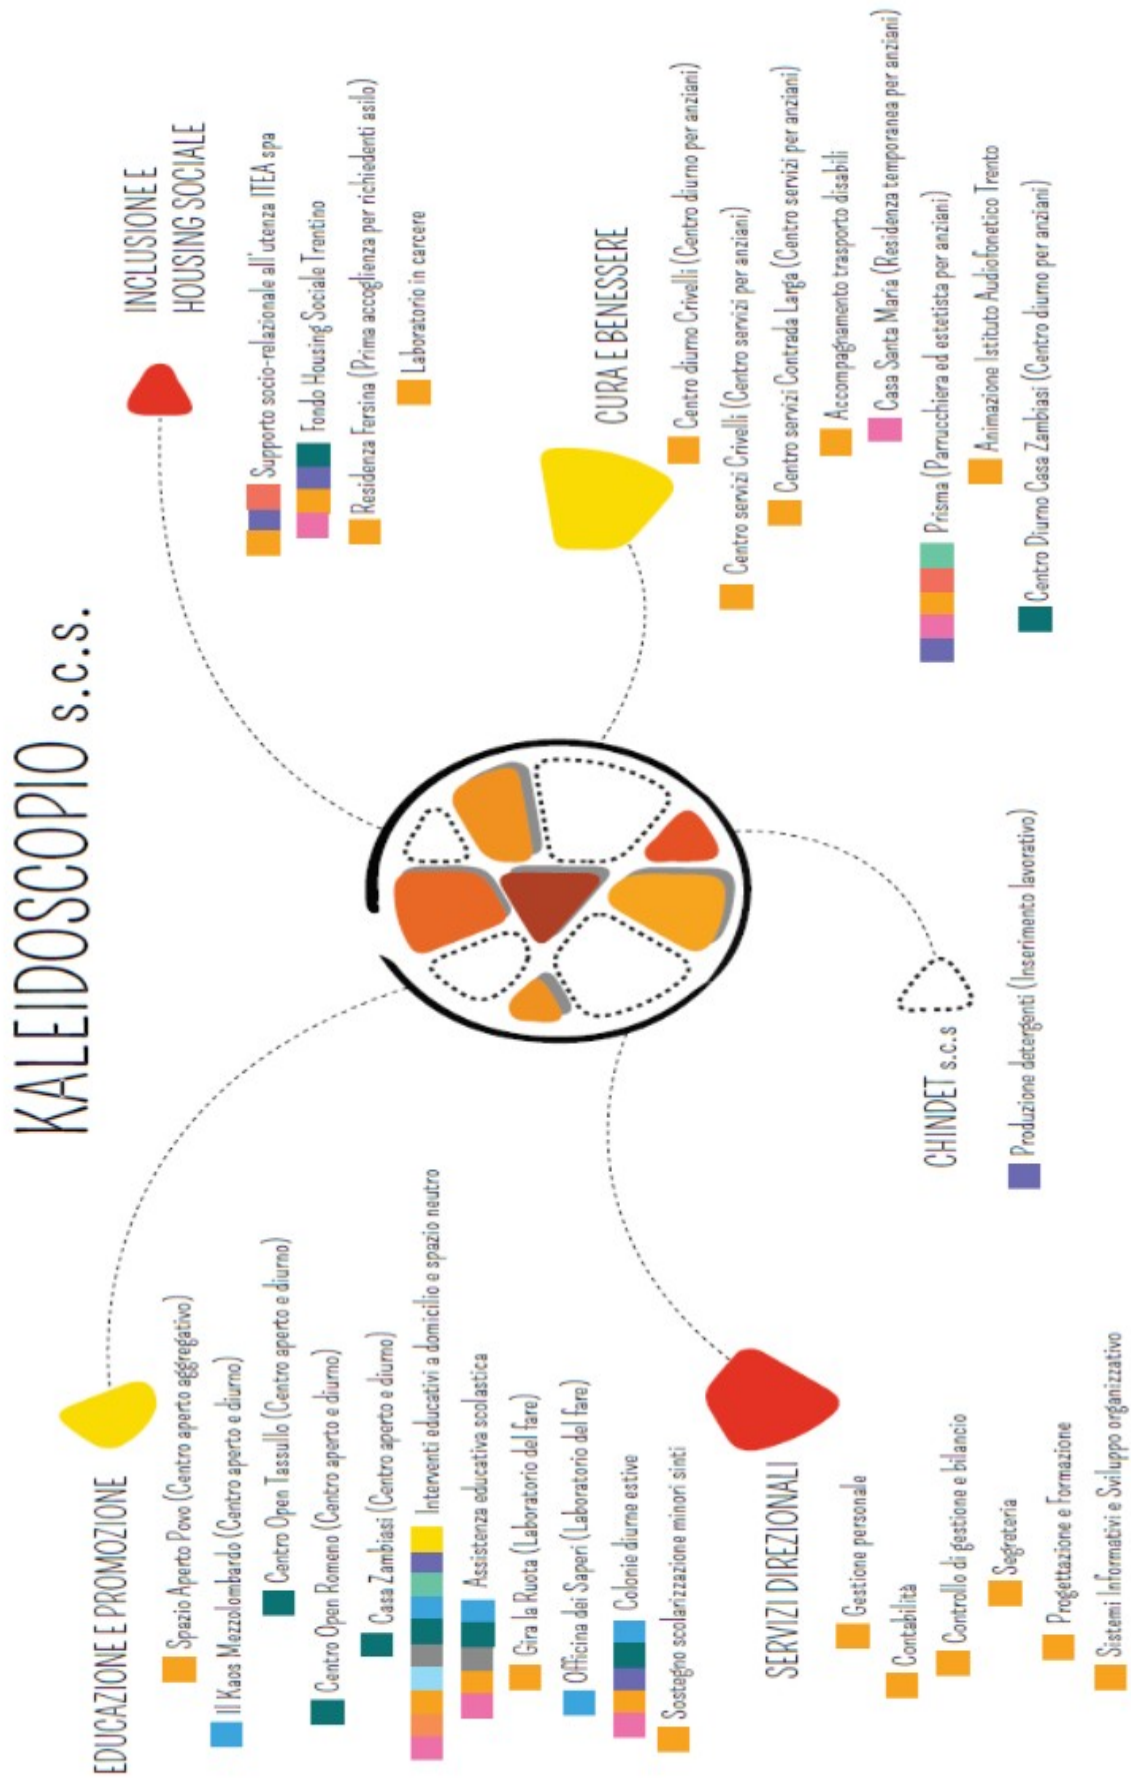 KALEIDOSCOPIO s.c.s.
EDUCAZIONE E PROMOZIONE
Spazio Aperto Povo (Centro aperto aggregativo)
Il Kaos Mezzolombardo (Centro aperto e diurno)
Centro Open Tassullo (Centro aperto e diurno)
Centro Open Romeno (Centro aperto e diurno)
Casa Zambiasi (Centro aperto e diurno)
Interventi educativi a domicilio e spazio neutro
Assistenza educativa scolastica
Gira la Ruota (Laboratorio del fare)
Officina dei Saperi (Laboratorio del fare)
Colonie diurne estive
Sostegno scolarizzazione minori sinti
INCLUSIONE E
HOUSING SOCIALE
Supporto socio-relazionale all'utenza ITEA spa
Fondo Housing Sociale Trentino
Residenza Fersina (Prima accoglienza per richiedenti asilo)
Laboratorio in carcere
CURA E BENESSERE
Centro diurno Crivelli (Centro diurno per anziani)
Centro servizi Crivelli (Centro servizi per anziani)
Centro servizi Contrada Larga (Centro servizi per anziani)
Accompagnamento trasporto disabili
Casa Santa Maria (Residenza temporanea per anziani)
Prisma (Parrucchiera ed estetista per anziani)
Animazione Istituto Audiofonetico Trento
Centro Diurno Casa Zambiasi (Centro diurno per anziani)
SERVIZI DIREZIONALI
Gestione personale
Contabilità
Controllo di gestione e bilancio
Segreteria
Progettazione e Formazione
Sistemi Informativi e Sviluppo organizzativo
CHINDET s.c.s
Produzione detergenti (Inserimento lavorativo)